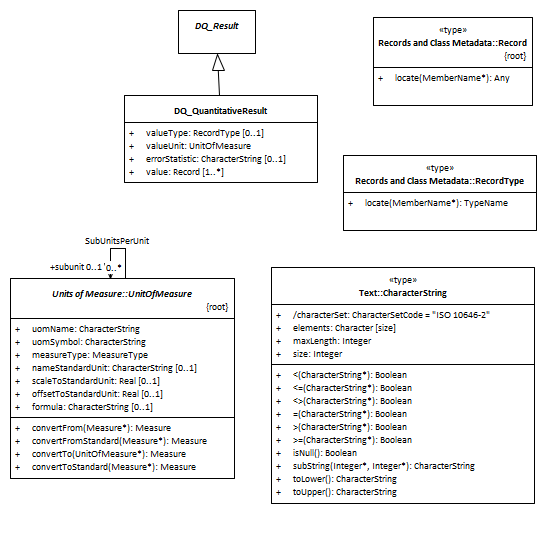 DQ_Result
«type»
Records and Class Metadata::Record
{root}
+ locate(MemberName*): Any
DQ_QuantitativeResult
+ valueType: RecordType [0..1]
+ valueUnit: UnitOfMeasure
+ errorStatistic: CharacterString [0..1]
+ value: Record [1..*]
«type»
Records and Class Metadata::RecordType
+ locate(MemberName*): TypeName
SubUnitsPerUnit
+subunit 0..1 0..*
Units of Measure::UnitOfMeasure
{root}
+ uomName: CharacterString
+ uomSymbol: CharacterString
+ measureType: MeasureType
+ nameStandardUnit: CharacterString [0..1]
+ scaleToStandardUnit: Real [0..1]
+ offsetToStandardUnit: Real [0..1]
+ formula: CharacterString [0..1]
+ convertFrom(Measure*): Measure
+ convertFromStandard(Measure*): Measure
+ convertTo(UnitOfMeasure*): Measure
+ convertToStandard(Measure*): Measure
«type»
Text::CharacterString
+ /characterSet: CharacterSetCode = "ISO 10646-2"
+ elements: Character [size]
+ maxLength: Integer
+ size: Integer
+ <(CharacterString*): Boolean
+ <=(CharacterString*): Boolean
+ <>(CharacterString*): Boolean
+ =(CharacterString*): Boolean
+ >(CharacterString*): Boolean
+ >=(CharacterString*): Boolean
+ isNull(): Boolean
+ subString(Integer*, Integer*): CharacterString
+ toLower(): CharacterString
+ toUpper(): CharacterString